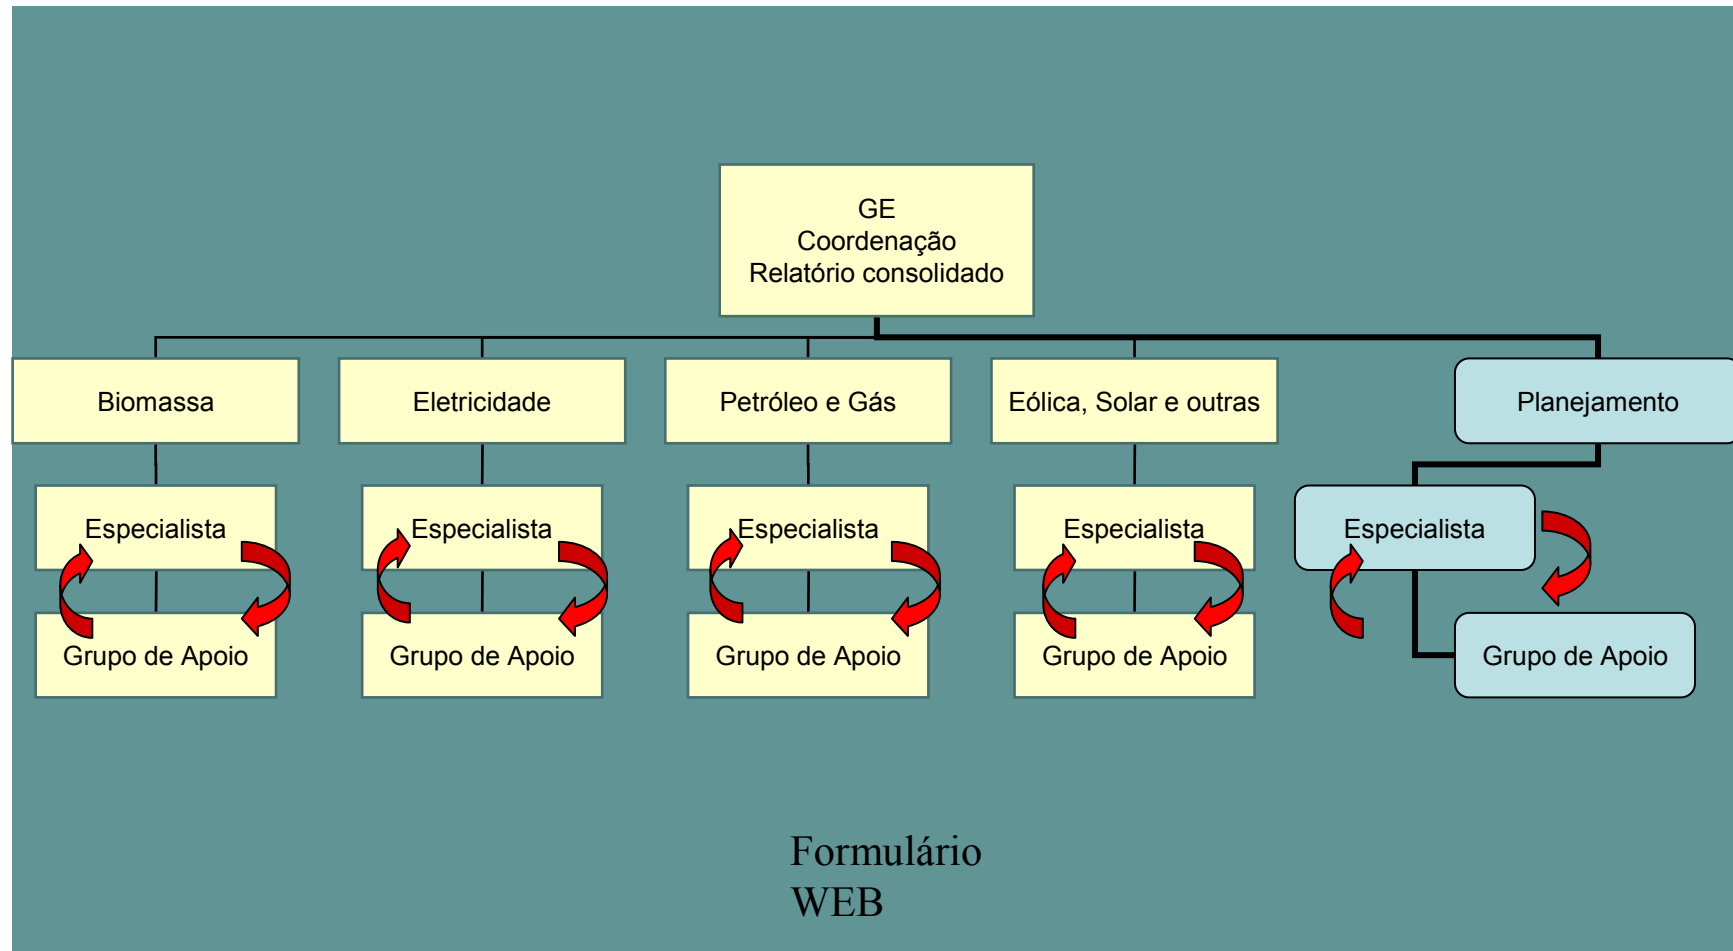 GE
Coordenação
Relatório consolidado
Biomassa
Eletricidade
Petróleo e Gás
Eólica, Solar e outras
Planejamento
Especialista
Especialista
Especialista
Especialista
Especialista
Grupo de Apoio
Grupo de Apoio
Grupo de Apoio
Grupo de Apoio
Grupo de Apoio
Formulário
WEB